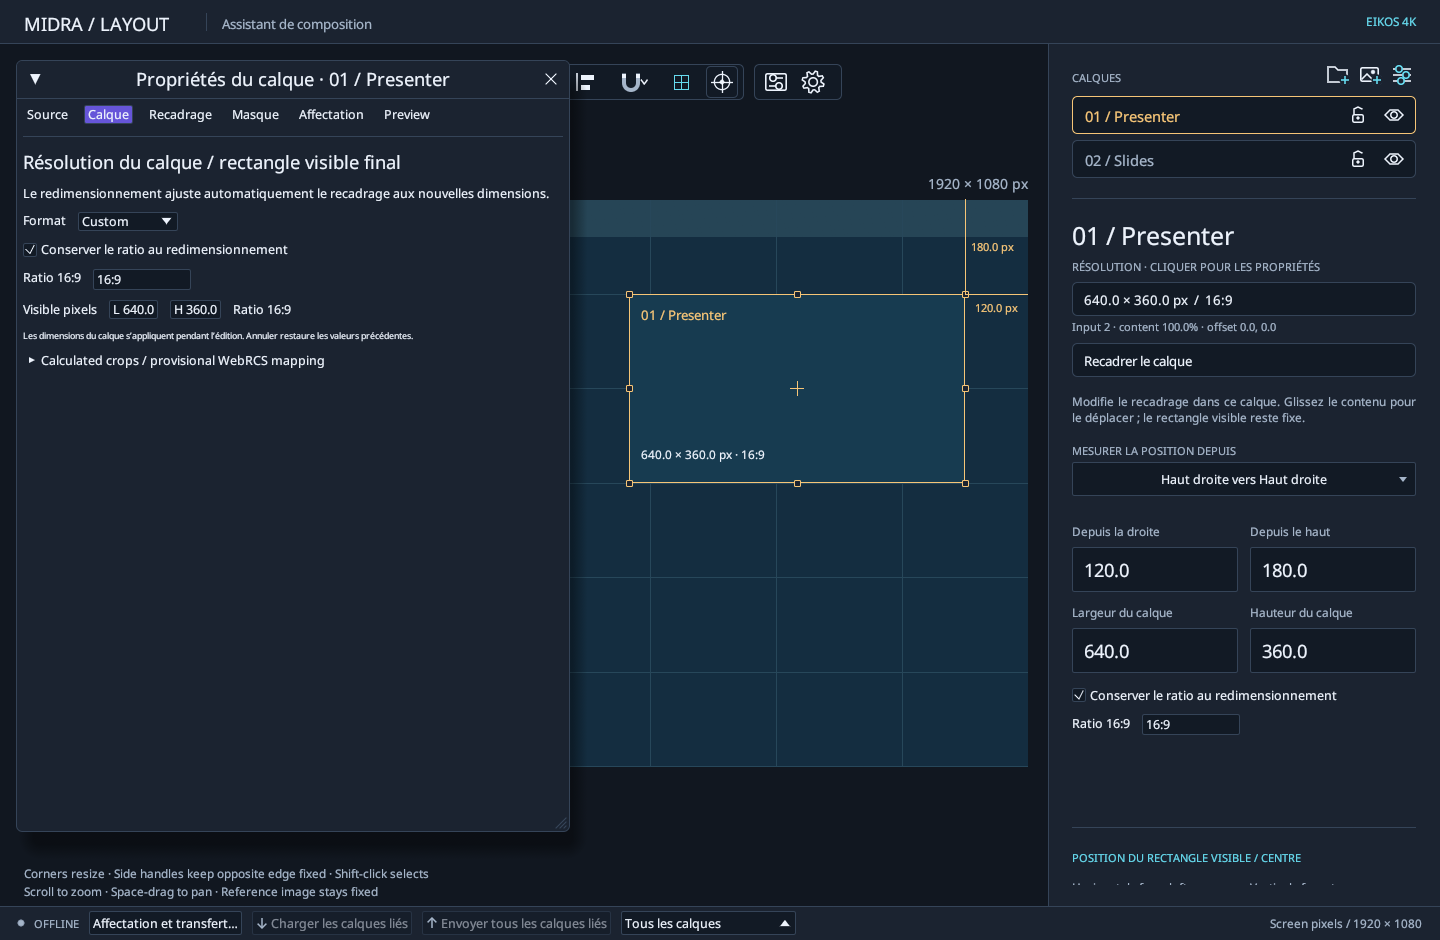 MIDRA / LAYOUT
Assistant de composition
EIKOS 4K
Propriétés du calque · 01 / Presenter
Source
Calque
Recadrage
Masque
Affectation
Preview
Résolution du calque / rectangle visible final
Le redimensionnement ajuste automatiquement le recadrage aux nouvelles dimensions.
Format
Custom
Conserver le ratio au redimensionnement
Ratio 16:9
16:9
Visible pixels
L 640.0
H 360.0
Ratio 16:9
Les dimensions du calque s'appliquent pendant l'édition. Annuler restaure les valeurs précédentes.
Calculated crops / provisional WebRCS mapping
1920 × 1080 px
180.0 px
120.0 px
01 / Presenter
640.0 × 360.0 px · 16:9
CALQUES
01 / Presenter
02 / Slides
01 / Presenter
RÉSOLUTION · CLIQUER POUR LES PROPRIÉTÉS
640.0 × 360.0 px / 16:9
Input 2 · content 100.0% · offset 0.0, 0.0
Recadrer le calque
Modifie le recadrage dans ce calque. Glissez le contenu pour
le déplacer ; le rectangle visible reste fixe.
MESURER LA POSITION DEPUIS
Haut droite vers Haut droite
Depuis la droite
Depuis le haut
120.0
180.0
Largeur du calque
Hauteur du calque
640.0
360.0
Conserver le ratio au redimensionnement
Ratio 16:9
16:9
POSITION DU RECTANGLE VISIBLE / CENTRE
Corners resize · Side handles keep opposite edge fixed · Shift-click selects
Scroll to zoom · Space-drag to pan · Reference image stays fixed
OFFLINE
Affectation et transfert...
Charger les calques liés
Envoyer tous les calques liés
Tous les calques
Screen pixels / 1920 × 1080